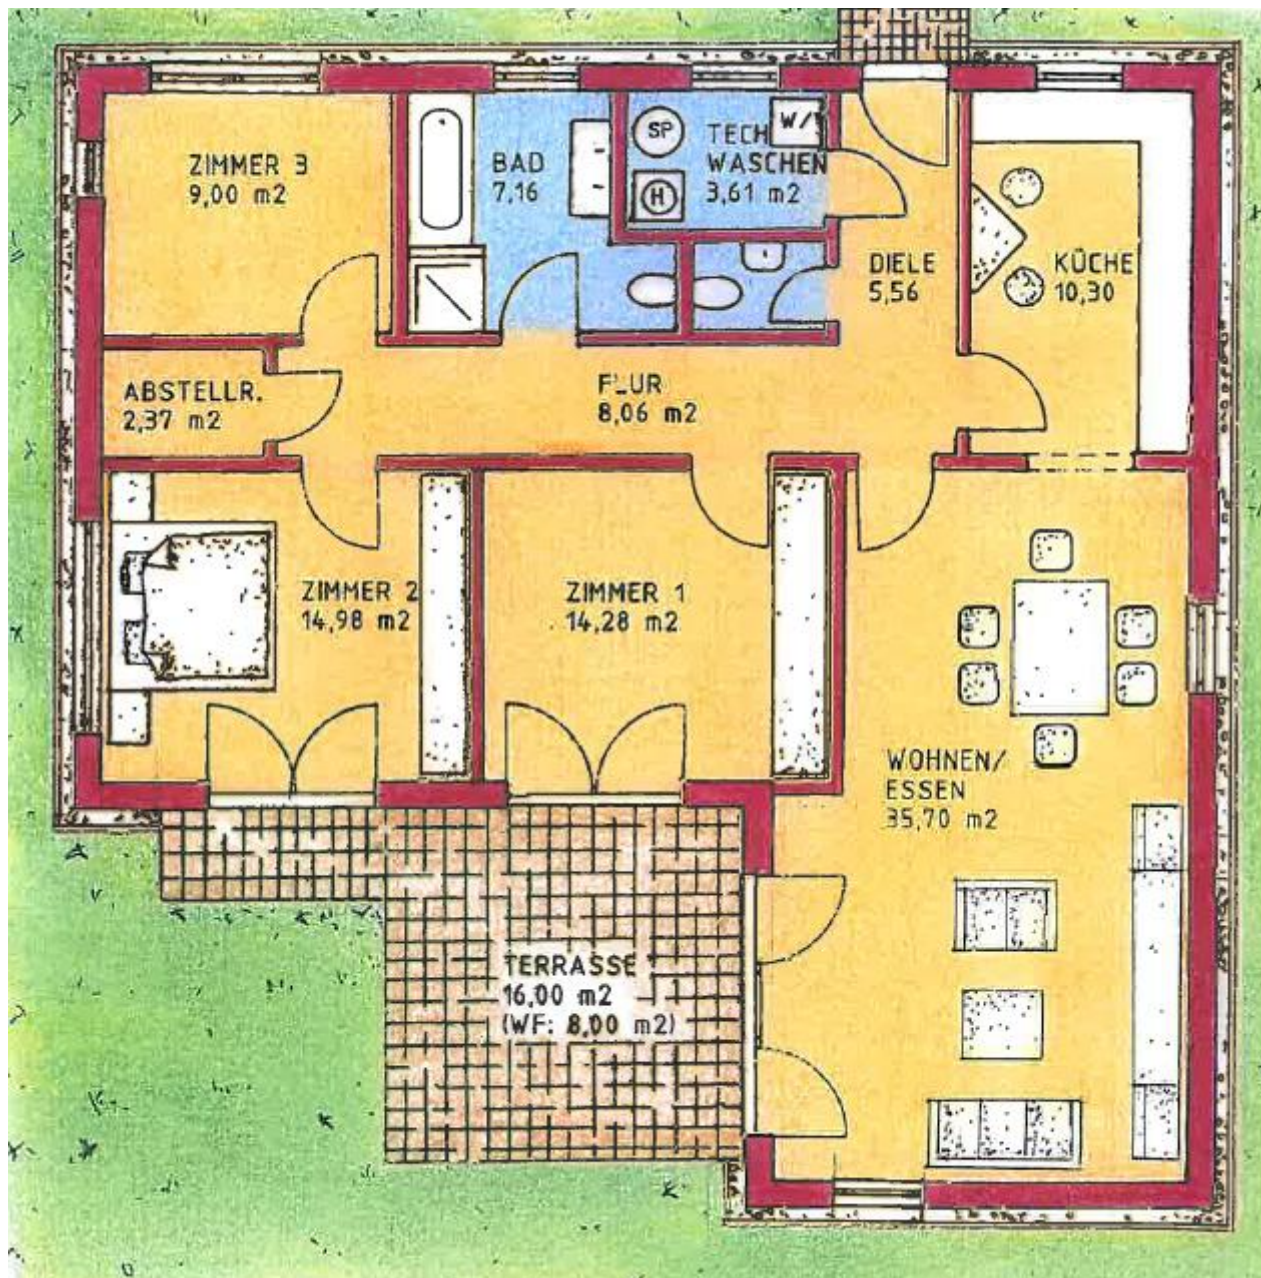 ZIMMER 3
9,00 m2
BAD
7,16
SP
H
W/
TECH
WASCHEN
3,61 m2
DIELE
5,56
KÜCHE
10,30
ABSTELLR.
2,37 m2
FLUR
8,06 m2
ZIMMER 2
14,98 m2
ZIMMER 1
14,28 m2
WOHNEN/
ESSEN
35,70 m2
TERRASSE
16,00 m2
(WF: 8,00 m2)